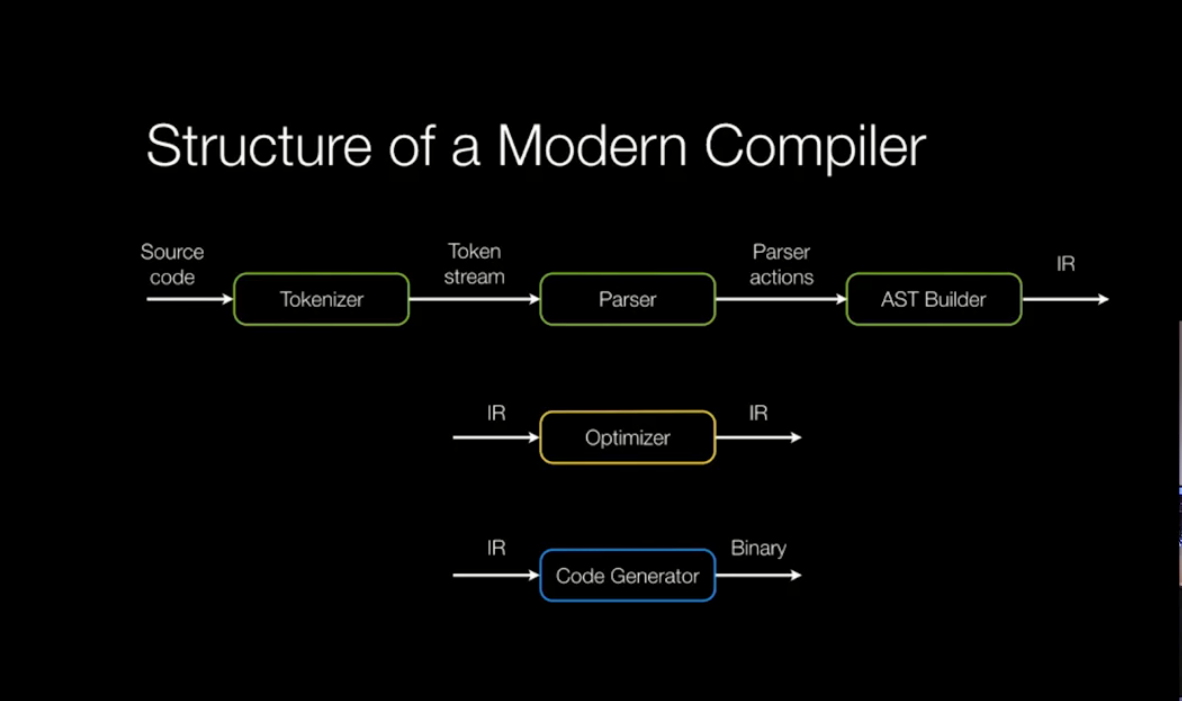 Structure of a Modern Compiler
Source
code
Tokenizer
Token
stream
Parser
Parser
actions
AST Builder
IR
IR
Optimizer
IR
IR
Code Generator
Binary